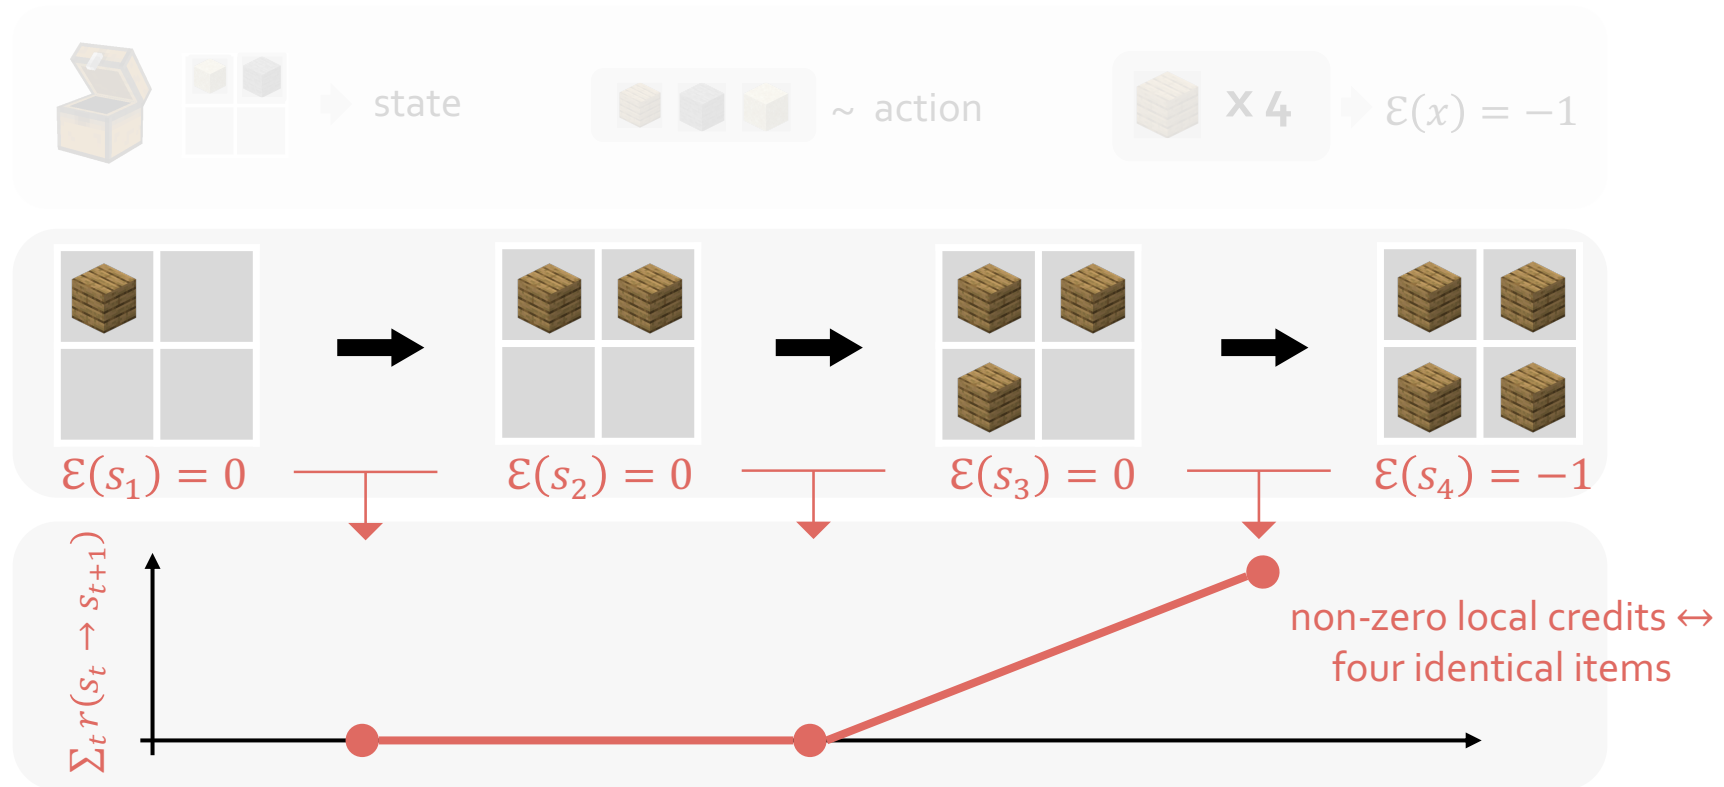 state
~ action
x 4
ℇ(x) = −1
ℇ(s₁) = 0
ℇ(s₂) = 0
ℇ(s₃) = 0
ℇ(s₄) = −1
∑ₜ r(sₜ → sₜ₊₁)
non-zero local credits ↔
four identical items